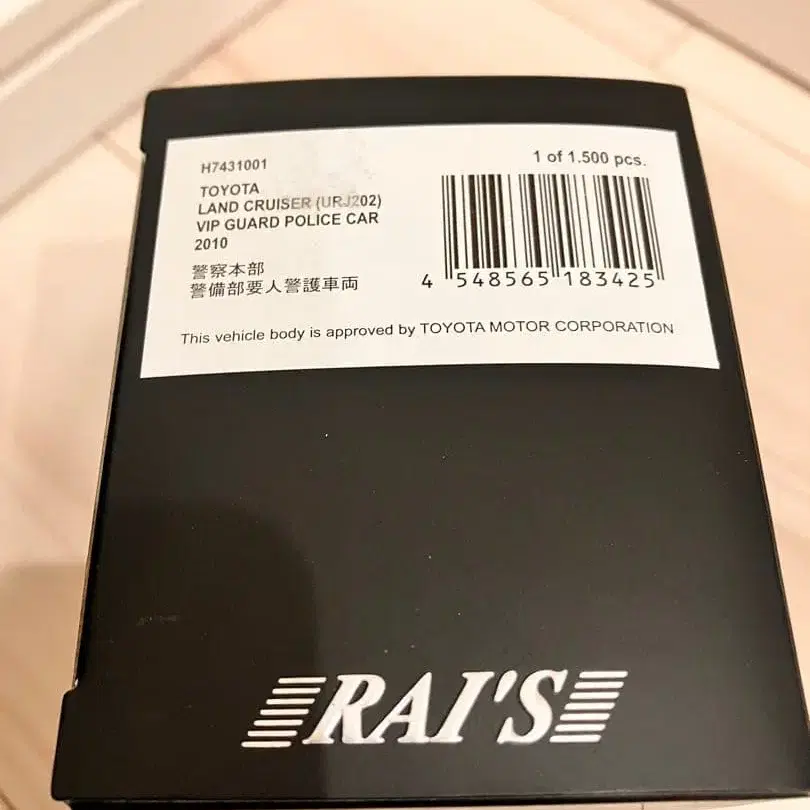 H7431001
1 of 1.500 pcs.
TOYOTA
LAND CRUISER (URJ202)
VIP GUARD POLICE CAR
2010
警察本部
警備部要人警護車両
4 548565 183425
This vehicle body is approved by TOYOTA MOTOR CORPORATION
RAI'S